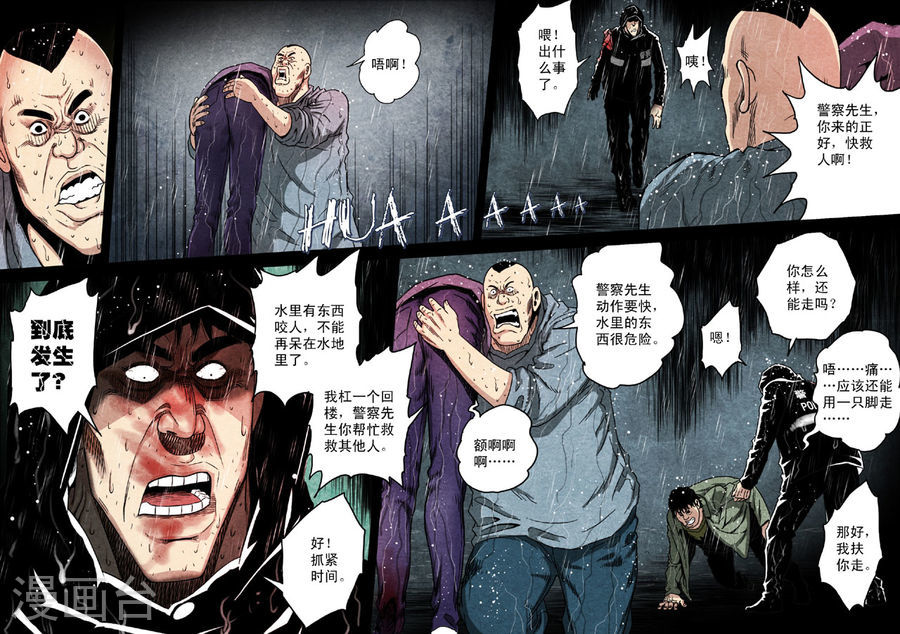 唔啊！
喂！
出什
么事
了。
咦！
警察先生，
你来的正
好，快救
人啊！
HUA A A A A A
到底
发生
了？
水里有东西
咬人，不能
再呆在水地
里了。
我杠一个回
楼，警察先
生你帮忙救
救其他人。
好！
抓紧
时间。
警察先生
动作要快，
水里的东
西很危险。
额啊啊
啊……
嗯！
你怎么
样，还
能走吗？
唔……痛…
…应该还能
用一只脚走
……
那好，
我扶
你走。
警
PO
漫画台